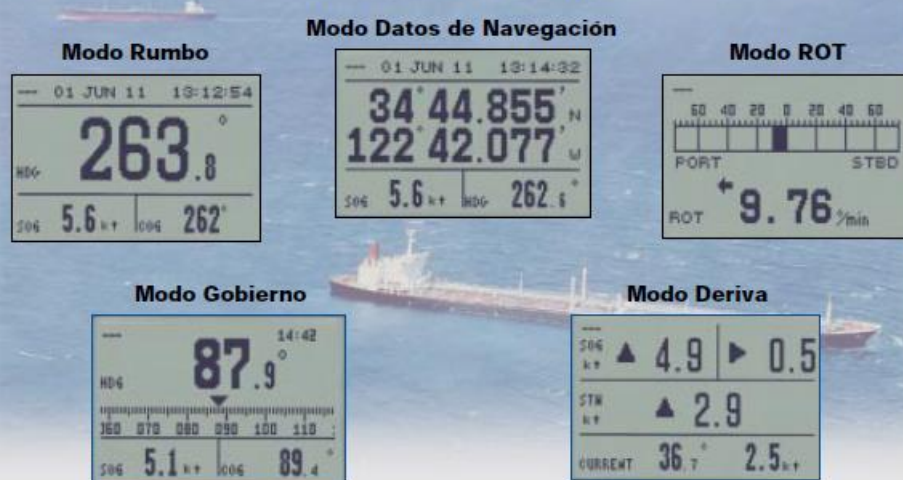 Modo Datos de Navegación
Modo Rumbo
--- 01 JUN 11 13:12:54
263.8°
HDG
SOG 5.6 kt COG 262°
--- 01 JUN 11 13:14:32
34°44.855' N
122°42.077' W
SOG 5.6 kt HDG 262.6°
Modo ROT
---
60 40 20 0 20 40 60
PORT STBD
ROT 9.76 °/min
Modo Gobierno
--- 14:42
HDG 87.9°
060 070 080 090 100 110
SOG 5.1 kt COG 89.4°
Modo Deriva
---
SOG kt ▲ 4.9 ▶ 0.5
STW kt ▲ 2.9
CURRENT 36.7° 2.5 kt